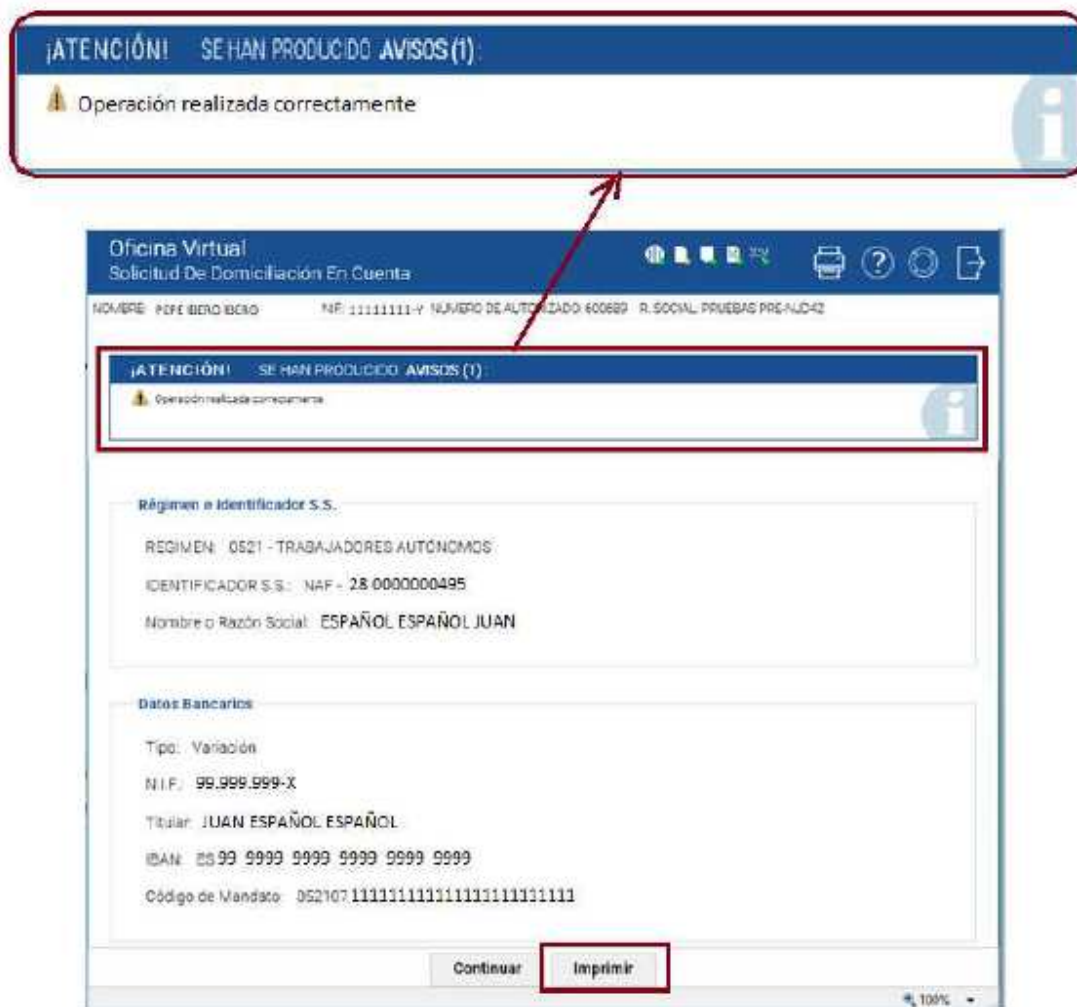 ¡ATENCIÓN! SE HAN PRODUCIDO AVISOS (1):
Operación realizada correctamente
Oficina Virtual
Solicitud De Domiciliación En Cuenta
NOMBRE: PEPE IBERO IBERO NIF: 11111111-Y NÚMERO DE AUTORIZADO: 600689 R. SOCIAL: PRUEBAS PRE-NJD42
¡ATENCIÓN! SE HAN PRODUCIDO AVISOS (1):
Operación realizada correctamente
Régimen e Identificador S.S.
REGIMEN: 0521 - TRABAJADORES AUTÓNOMOS
IDENTIFICADOR S.S.: NAF - 28 0000000495
Nombre o Razón Social: ESPAÑOL ESPAÑOL JUAN
Datos Bancarios
Tipo: Variación
N.I.F.: 99.999.999-X
Titular: JUAN ESPAÑOL ESPAÑOL
IBAN: ES 99 9999 9999 9999 9999 9999
Código de Mandato:
Continuar Imprimir
100%